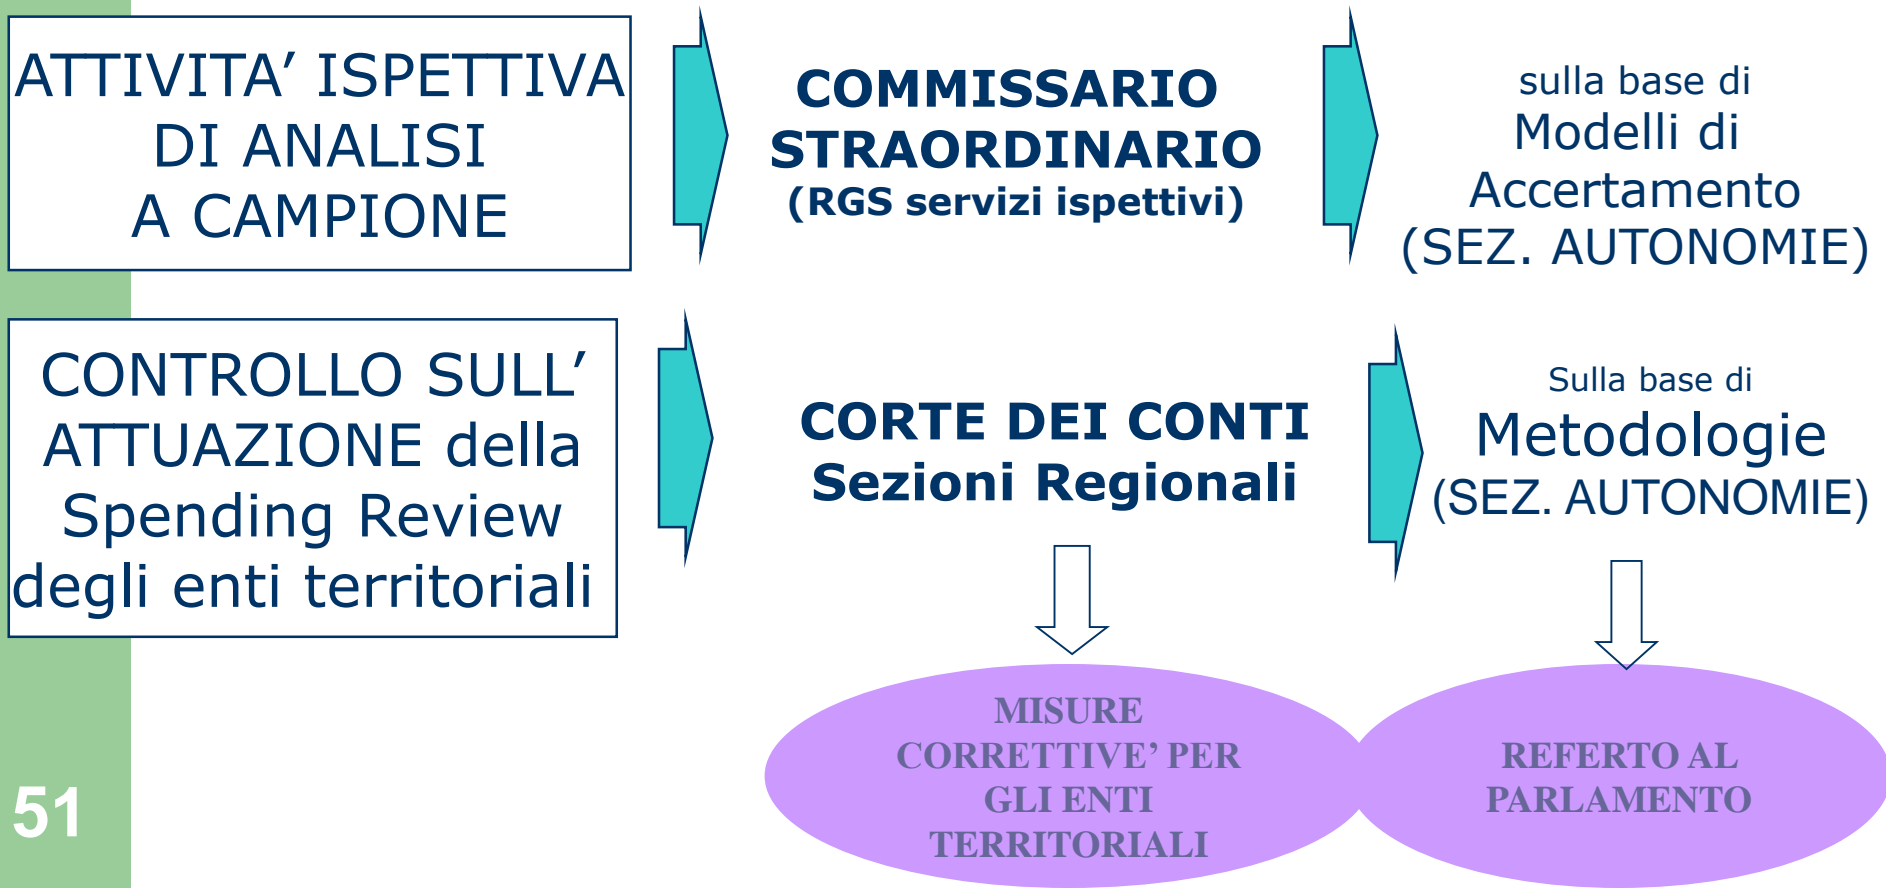 ATTIVITA’ ISPETTIVA
DI ANALISI
A CAMPIONE
COMMISSARIO
STRAORDINARIO
(RGS servizi ispettivi)
sulla base di
Modelli di
Accertamento
(SEZ. AUTONOMIE)
CONTROLLO SULL’
ATTUAZIONE della
Spending Review
degli enti territoriali
CORTE DEI CONTI
Sezioni Regionali
Sulla base di
Metodologie
(SEZ. AUTONOMIE)
MISURE
CORRETTIVE’ PER
GLI ENTI
TERRITORIALI
REFERTO AL
PARLAMENTO
51